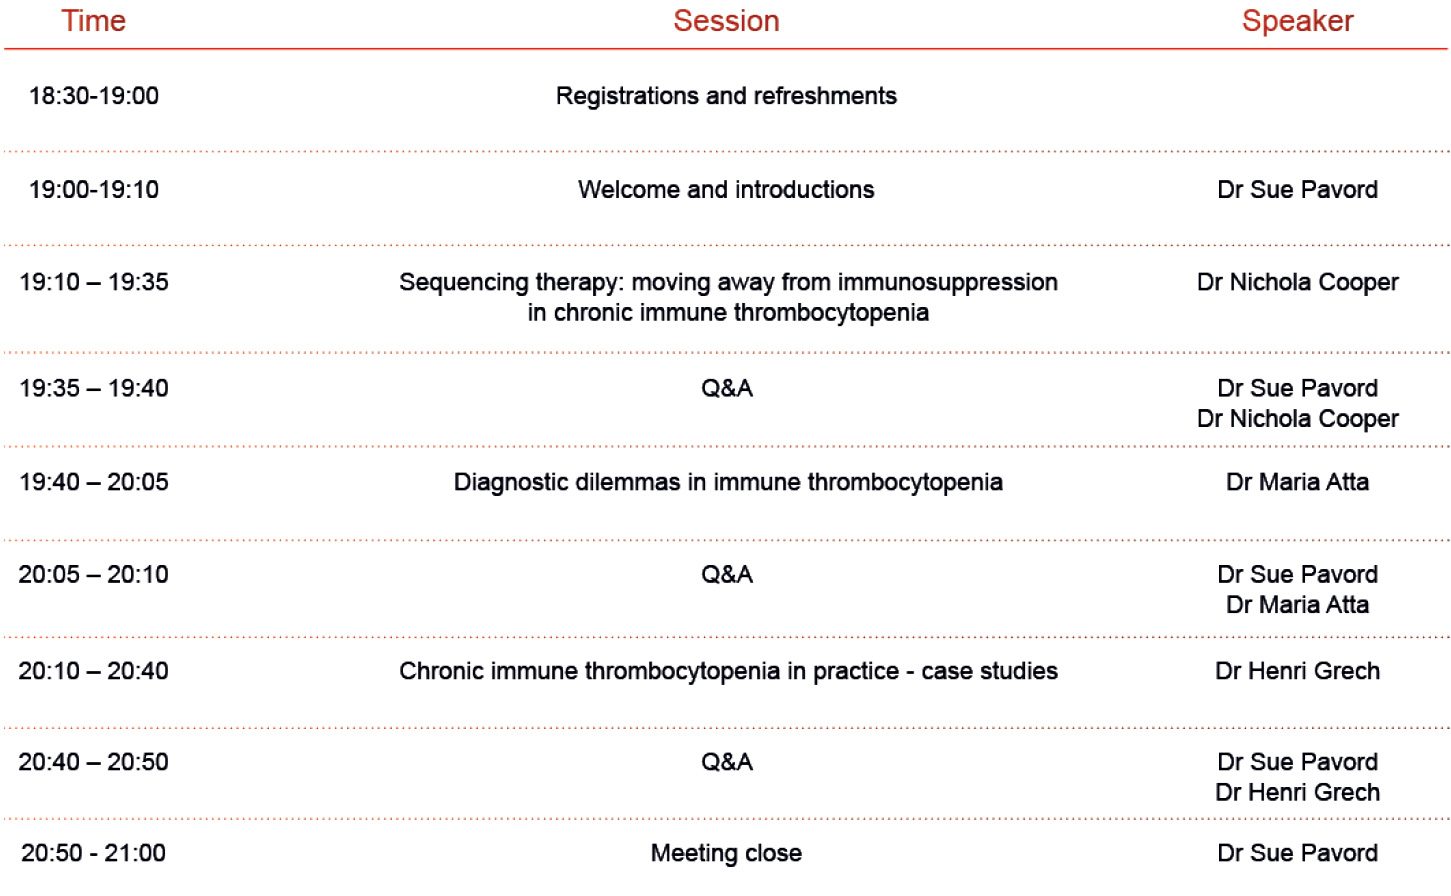 Time Session Speaker
18:30-19:00 Registrations and refreshments
19:00-19:10 Welcome and introductions Dr Sue Pavord
19:10 – 19:35 Sequencing therapy: moving away from immunosuppression Dr Nichola Cooper
in chronic immune thrombocytopenia
19:35 – 19:40 Q&A Dr Sue Pavord
Dr Nichola Cooper
19:40 – 20:05 Diagnostic dilemmas in immune thrombocytopenia Dr Maria Atta
20:05 – 20:10 Q&A Dr Sue Pavord
Dr Maria Atta
20:10 – 20:40 Chronic immune thrombocytopenia in practice - case studies Dr Henri Grech
20:40 – 20:50 Q&A Dr Sue Pavord
Dr Henri Grech
20:50 - 21:00 Meeting close Dr Sue Pavord